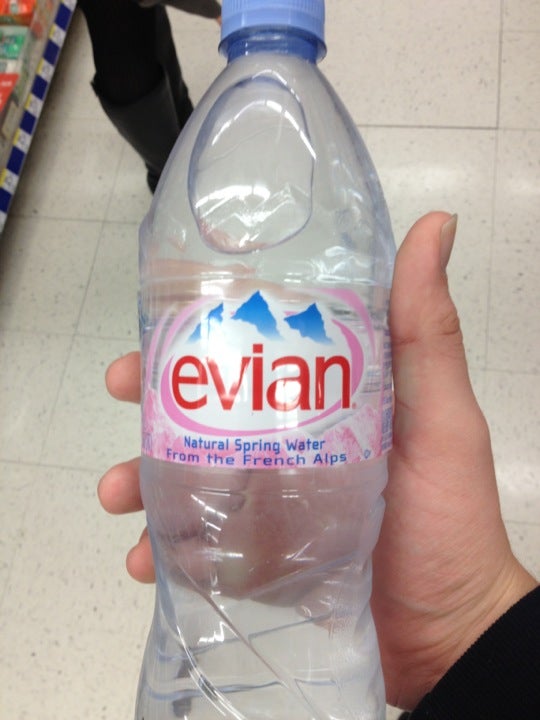 evian
Natural Spring Water
From the French Alps